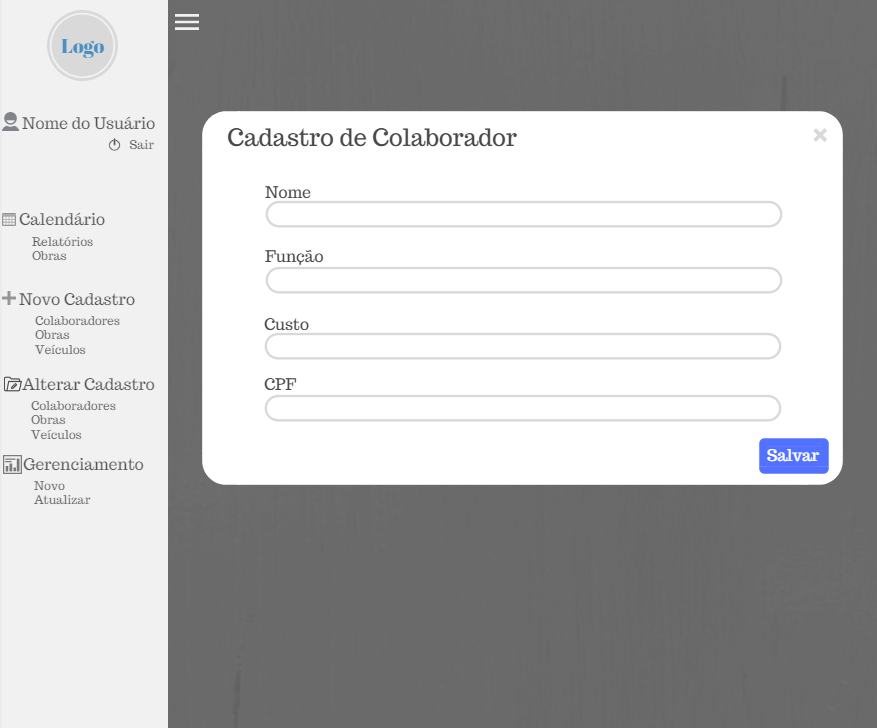 Logo
Nome do Usuário
Sair
Calendário
Relatórios
Obras
Novo Cadastro
Colaboradores
Obras
Veículos
Alterar Cadastro
Colaboradores
Obras
Veículos
Gerenciamento
Novo
Atualizar
Cadastro de Colaborador
Nome
Função
Custo
CPF
Salvar